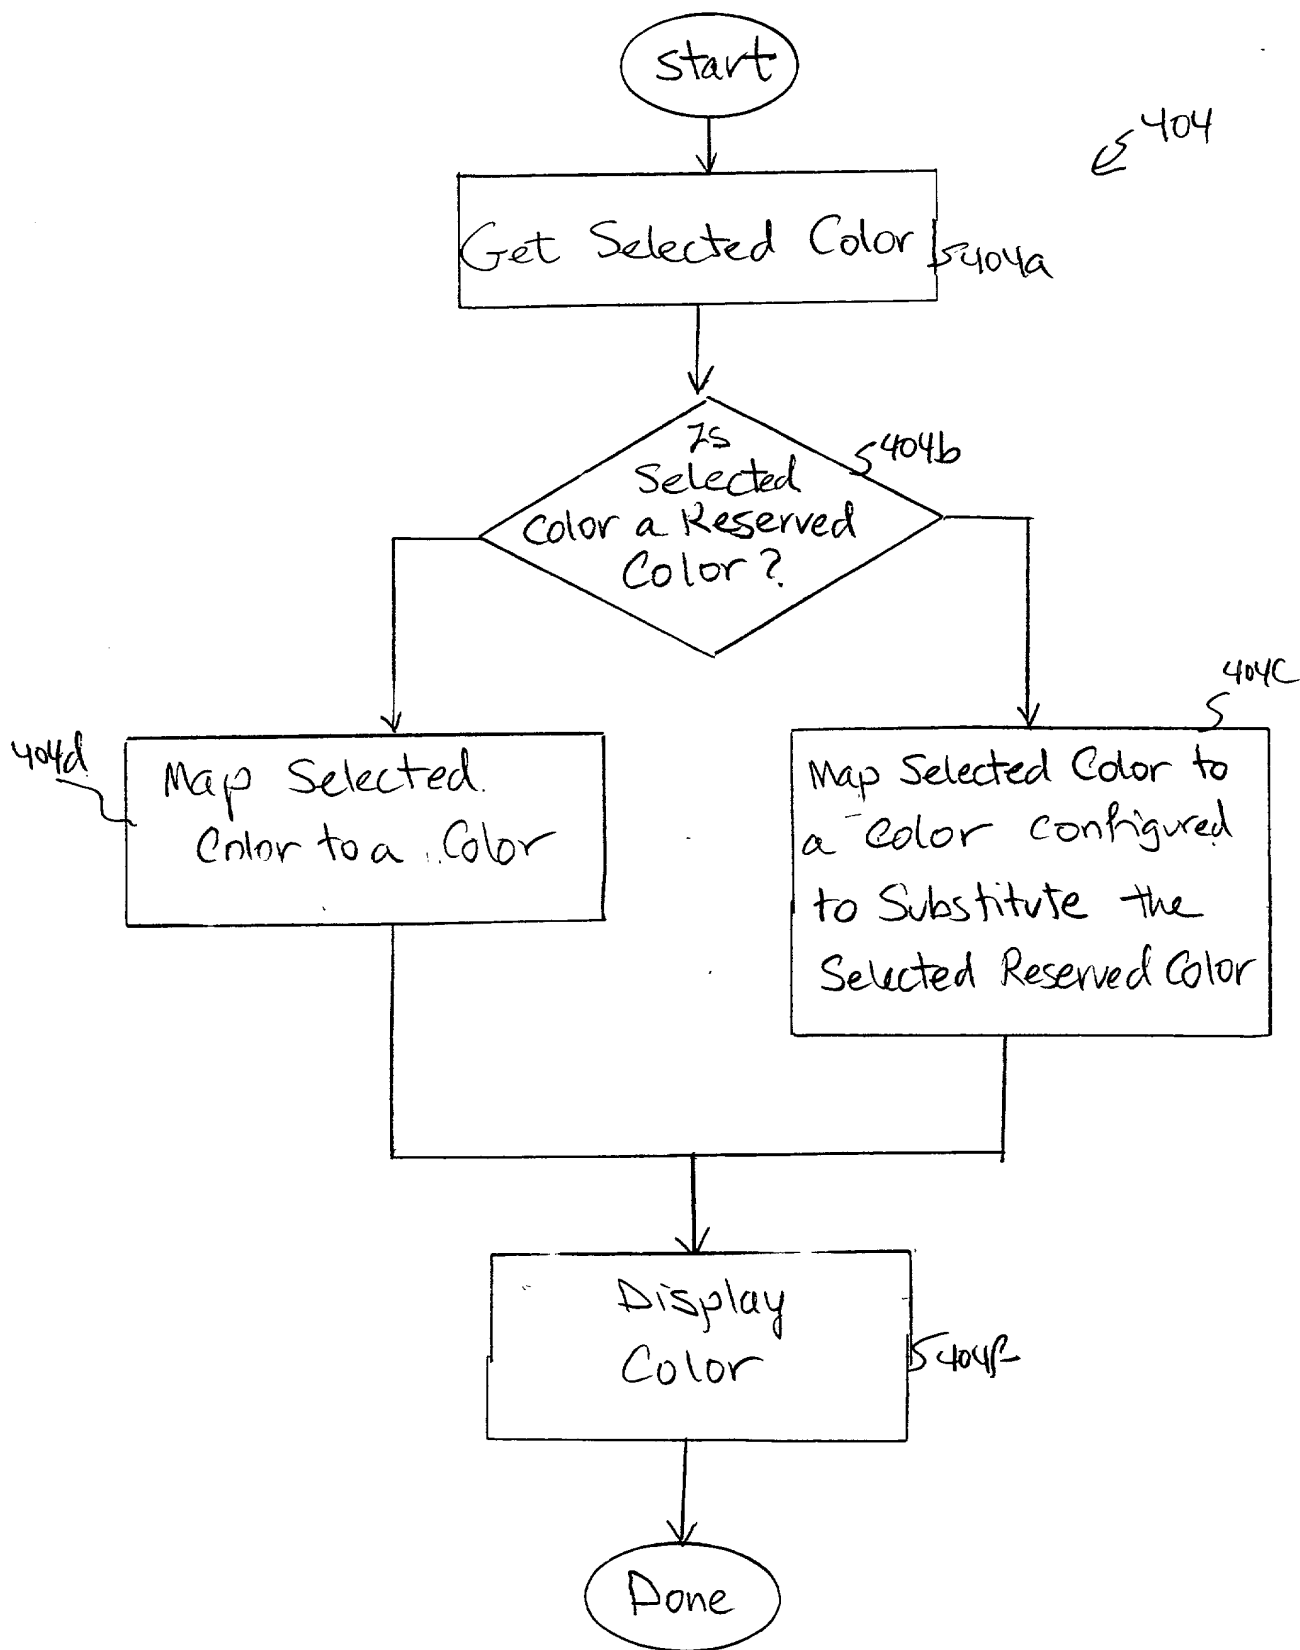 Start
404
Get Selected Color
404a
Is
Selected
Color a Reserved
Color?
404b
404c
404d
Map Selected
Color to a Color
Map Selected Color to
a Color configured
to Substitute the
Selected Reserved Color
Display
Color
404f
Done